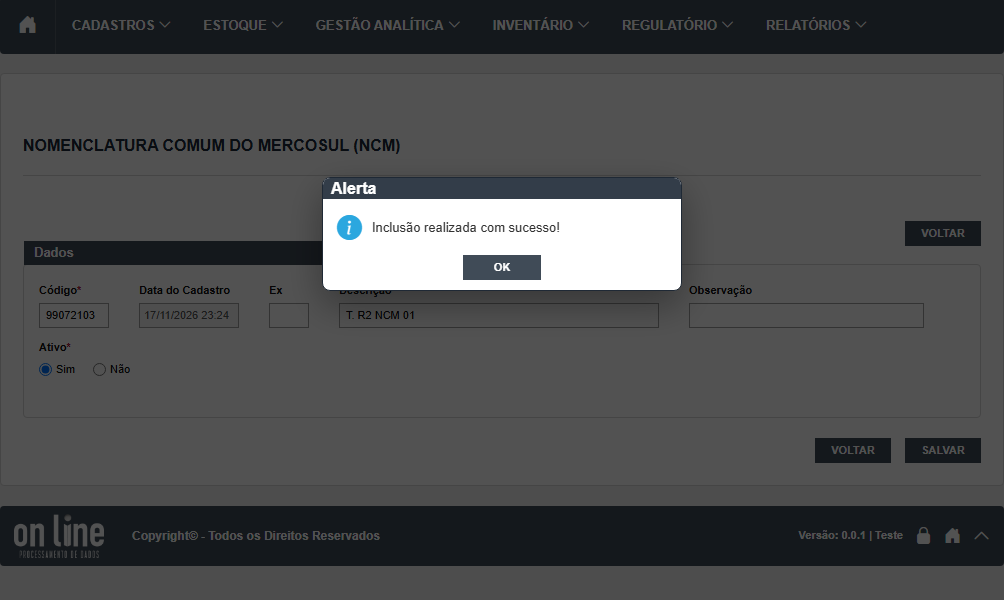 CADASTROS ESTOQUE GESTÃO ANALÍTICA INVENTÁRIO REGULATÓRIO RELATÓRIOS
NOMENCLATURA COMUM DO MERCOSUL (NCM)
Alerta
Inclusão realizada com sucesso!
OK
VOLTAR
Dados
Código* Data do Cadastro Ex Descrição Observação
99072103 17/11/2026 23:24 T. R2 NCM 01
Ativo*
Sim Não
VOLTAR SALVAR
on line
PROCESSAMENTO DE DADOS
Copyright© - Todos os Direitos Reservados
Versão: 0.0.1 | Teste